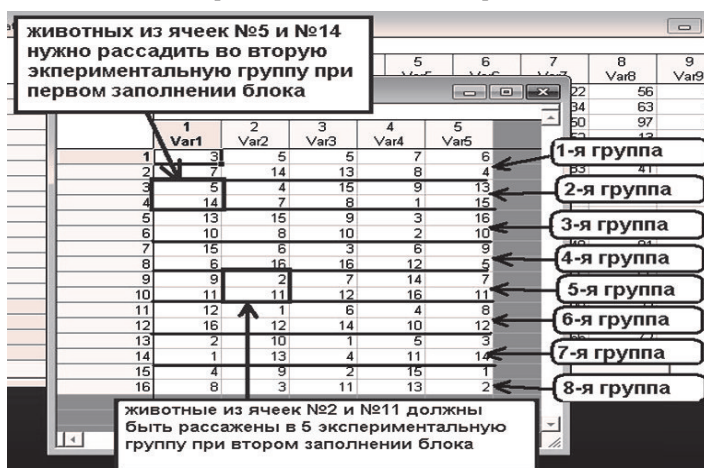 животных из ячеек №5 и №14
нужно рассадить во вторую
экпериментальную группу при
первом заполнении блока
5 6 7 8 9
Var7 Var8 Var9
22 56
34 63
50 97
1 2 3 4 5
Var1 Var2 Var3 Var4 Var5
1 3 5 5 7 6
2 7 14 13 8 4
3 5 4 15 9 13
4 14 7 8 1 15
5 13 15 9 3 16
6 10 8 10 2 10
7 15 6 3 6 9
8 6 16 16 12 5
9 9 2 7 14 7
10 11 11 12 16 11
11 12 1 6 4 8
12 16 12 14 10 12
13 2 10 1 5 3
14 1 13 4 11 14
15 4 9 2 15 1
16 8 3 11 13 2
1-я группа
2-я группа
3-я группа
4-я группа
5-я группа
6-я группа
7-я группа
8-я группа
животные из ячеек №2 и №11 должны
быть рассажены в 5 экспериментальную
группу при втором заполнении блока